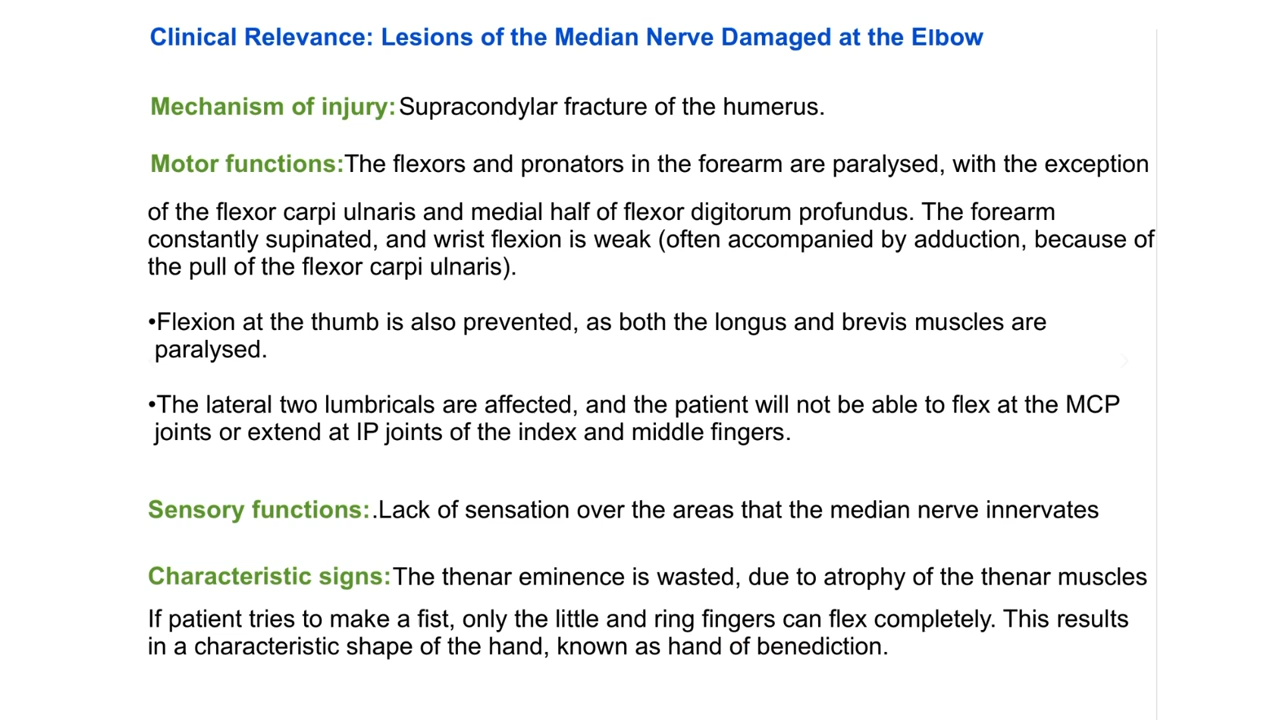 Clinical Relevance: Lesions of the Median Nerve Damaged at the Elbow
Mechanism of injury: Supracondylar fracture of the humerus.
Motor functions:The flexors and pronators in the forearm are paralysed, with the exception
of the flexor carpi ulnaris and medial half of flexor digitorum profundus. The forearm
constantly supinated, and wrist flexion is weak (often accompanied by adduction, because of
the pull of the flexor carpi ulnaris).
•Flexion at the thumb is also prevented, as both the longus and brevis muscles are
paralysed.
•The lateral two lumbricals are affected, and the patient will not be able to flex at the MCP
joints or extend at IP joints of the index and middle fingers.
Sensory functions:.Lack of sensation over the areas that the median nerve innervates
Characteristic signs:The thenar eminence is wasted, due to atrophy of the thenar muscles
If patient tries to make a fist, only the little and ring fingers can flex completely. This results
in a characteristic shape of the hand, known as hand of benediction.